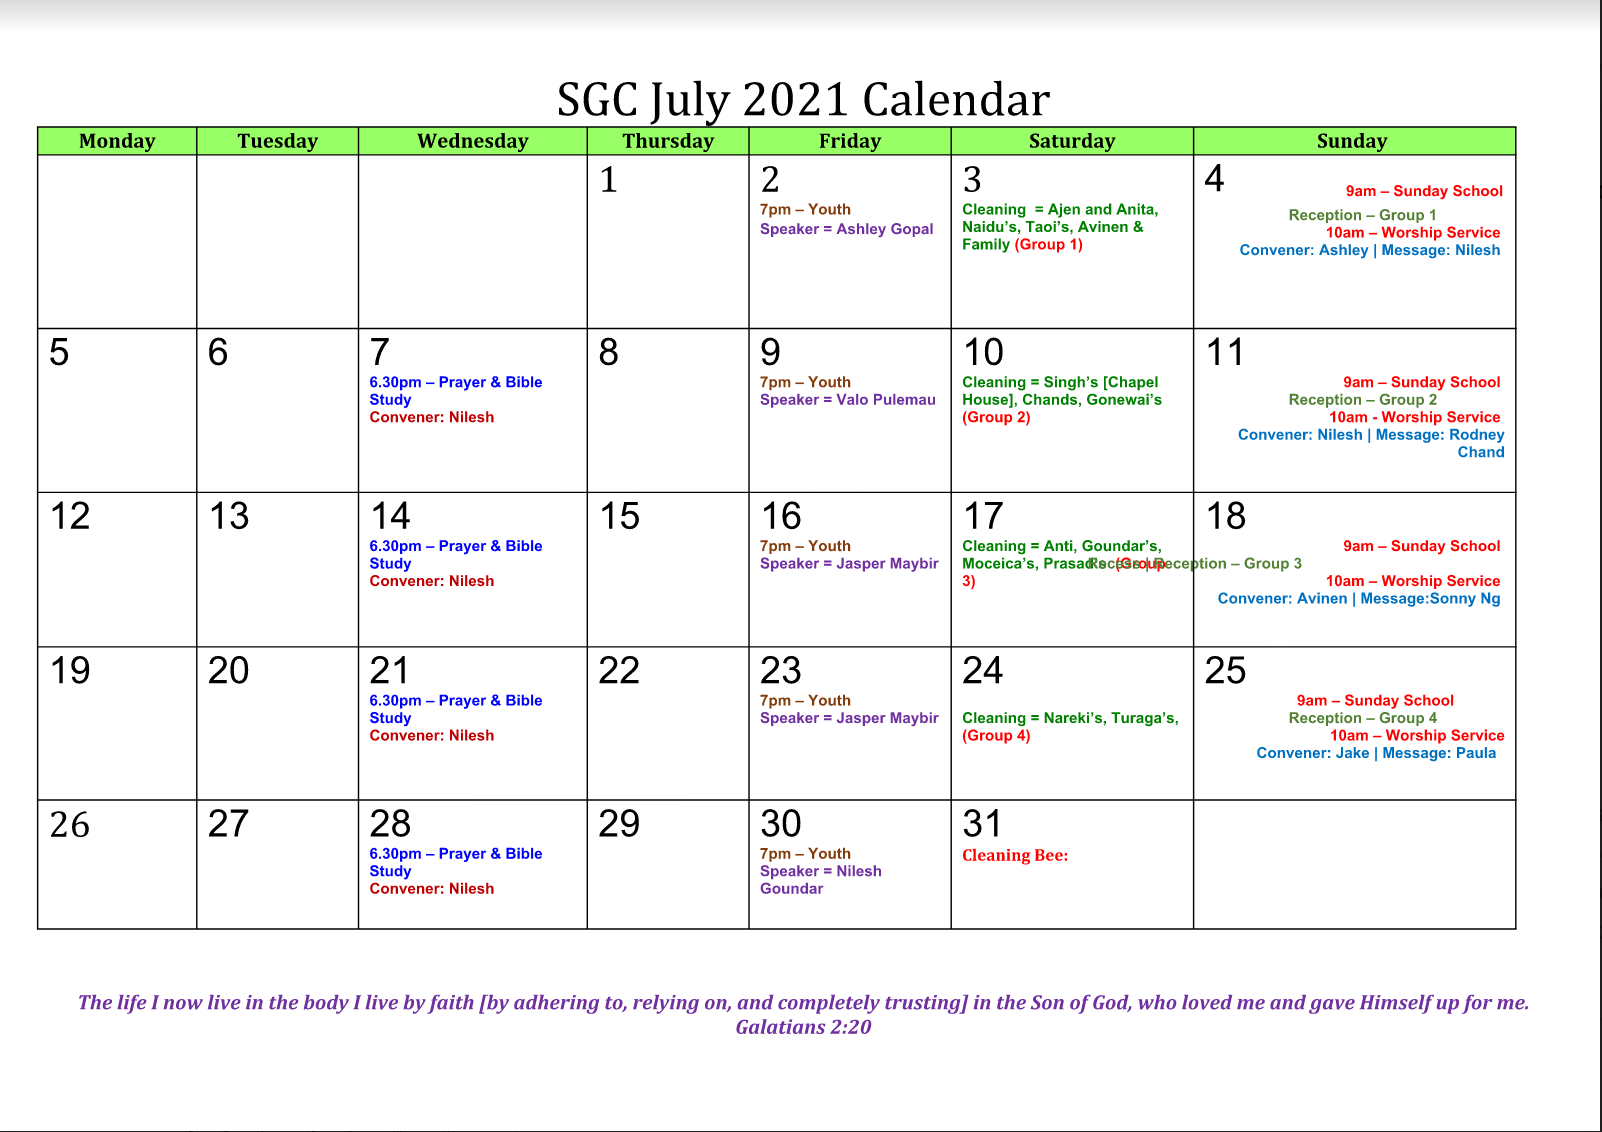 SGC July 2021 Calendar
Monday Tuesday Wednesday Thursday Friday Saturday Sunday
1
2
7pm – Youth
Speaker = Ashley Gopal
3
Cleaning = Ajen and Anita,
Naidu's, Taoi's, Avinen &
Family (Group 1)
4
9am – Sunday School
Reception – Group 1
10am – Worship Service
Convener: Ashley | Message: Nilesh
5
6
7
6.30pm – Prayer & Bible
Study
Convener: Nilesh
8
9
7pm – Youth
Speaker = Valo Pulemau
10
Cleaning = Singh's [Chapel
House], Chands, Gonewai's
(Group 2)
11
9am – Sunday School
Reception – Group 2
10am - Worship Service
Convener: Nilesh | Message: Rodney
Chand
12
13
14
6.30pm – Prayer & Bible
Study
Convener: Nilesh
15
16
7pm – Youth
Speaker = Jasper Maybir
17
Cleaning = Anti, Goundar's,
Moceica's, Prasad's (Group
3)
18
9am – Sunday School
Recess | Reception – Group 3
10am – Worship Service
Convener: Avinen | Message:Sonny Ng
19
20
21
6.30pm – Prayer & Bible
Study
Convener: Nilesh
22
23
7pm – Youth
Speaker = Jasper Maybir
24
Cleaning = Nareki's, Turaga's,
(Group 4)
25
9am – Sunday School
Reception – Group 4
10am – Worship Service
Convener: Jake | Message: Paula
26
27
28
6.30pm – Prayer & Bible
Study
Convener: Nilesh
29
30
7pm – Youth
Speaker = Nilesh
Goundar
31
Cleaning Bee:
The life I now live in the body I live by faith [by adhering to, relying on, and completely trusting] in the Son of God, who loved me and gave Himself up for me.
Galatians 2:20